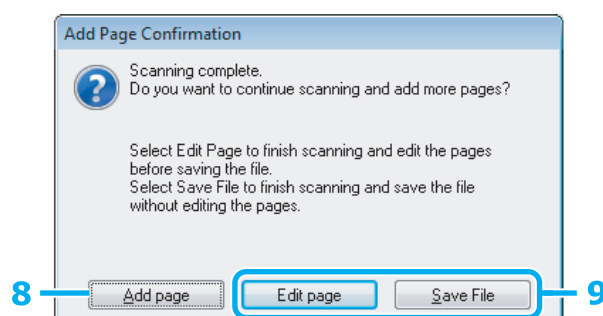 Add Page Confirmation
Scanning complete.
Do you want to continue scanning and add more pages?
Select Edit Page to finish scanning and edit the pages
before saving the file.
Select Save File to finish scanning and save the file
without editing the pages.
8 Add page Edit page Save File 9